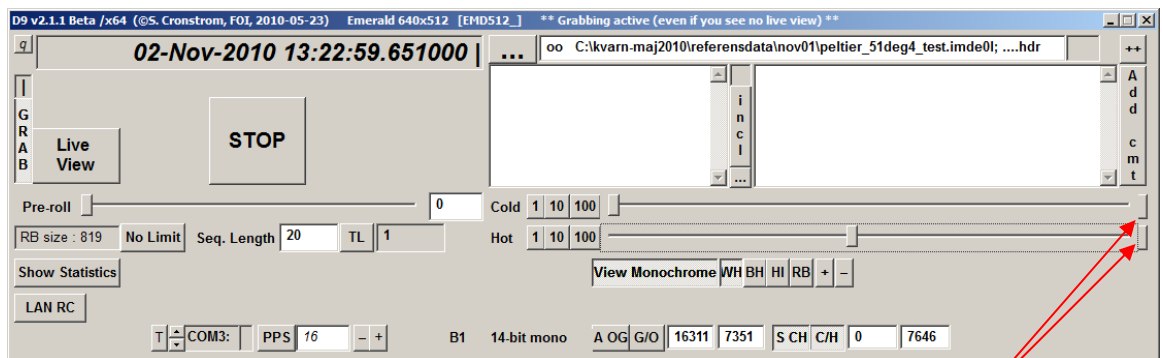 D9 v2.1.1 Beta /x64 (©S. Cronstrom, FOI, 2010-05-23) Emerald 640x512 [EMD512_] ** Grabbing active (even if you see no live view) **
q 02-Nov-2010 13:22:59.651000 | ... oo C:\kvarn-maj2010\referensdata\nov01\peltier_51deg4_test.imde0l; ....hdr ++
|
GRAB
Live View
STOP
incl
...
Add cmt
Pre-roll 0 Cold 1 10 100
RB size : 819 No Limit Seq. Length 20 TL 1 Hot 1 10 100
Show Statistics View Monochrome WH BH HI RB + –
LAN RC
T COM3: PPS 16 – + B1 14-bit mono A OG G/O 16311 7351 S CH C/H 0 7646